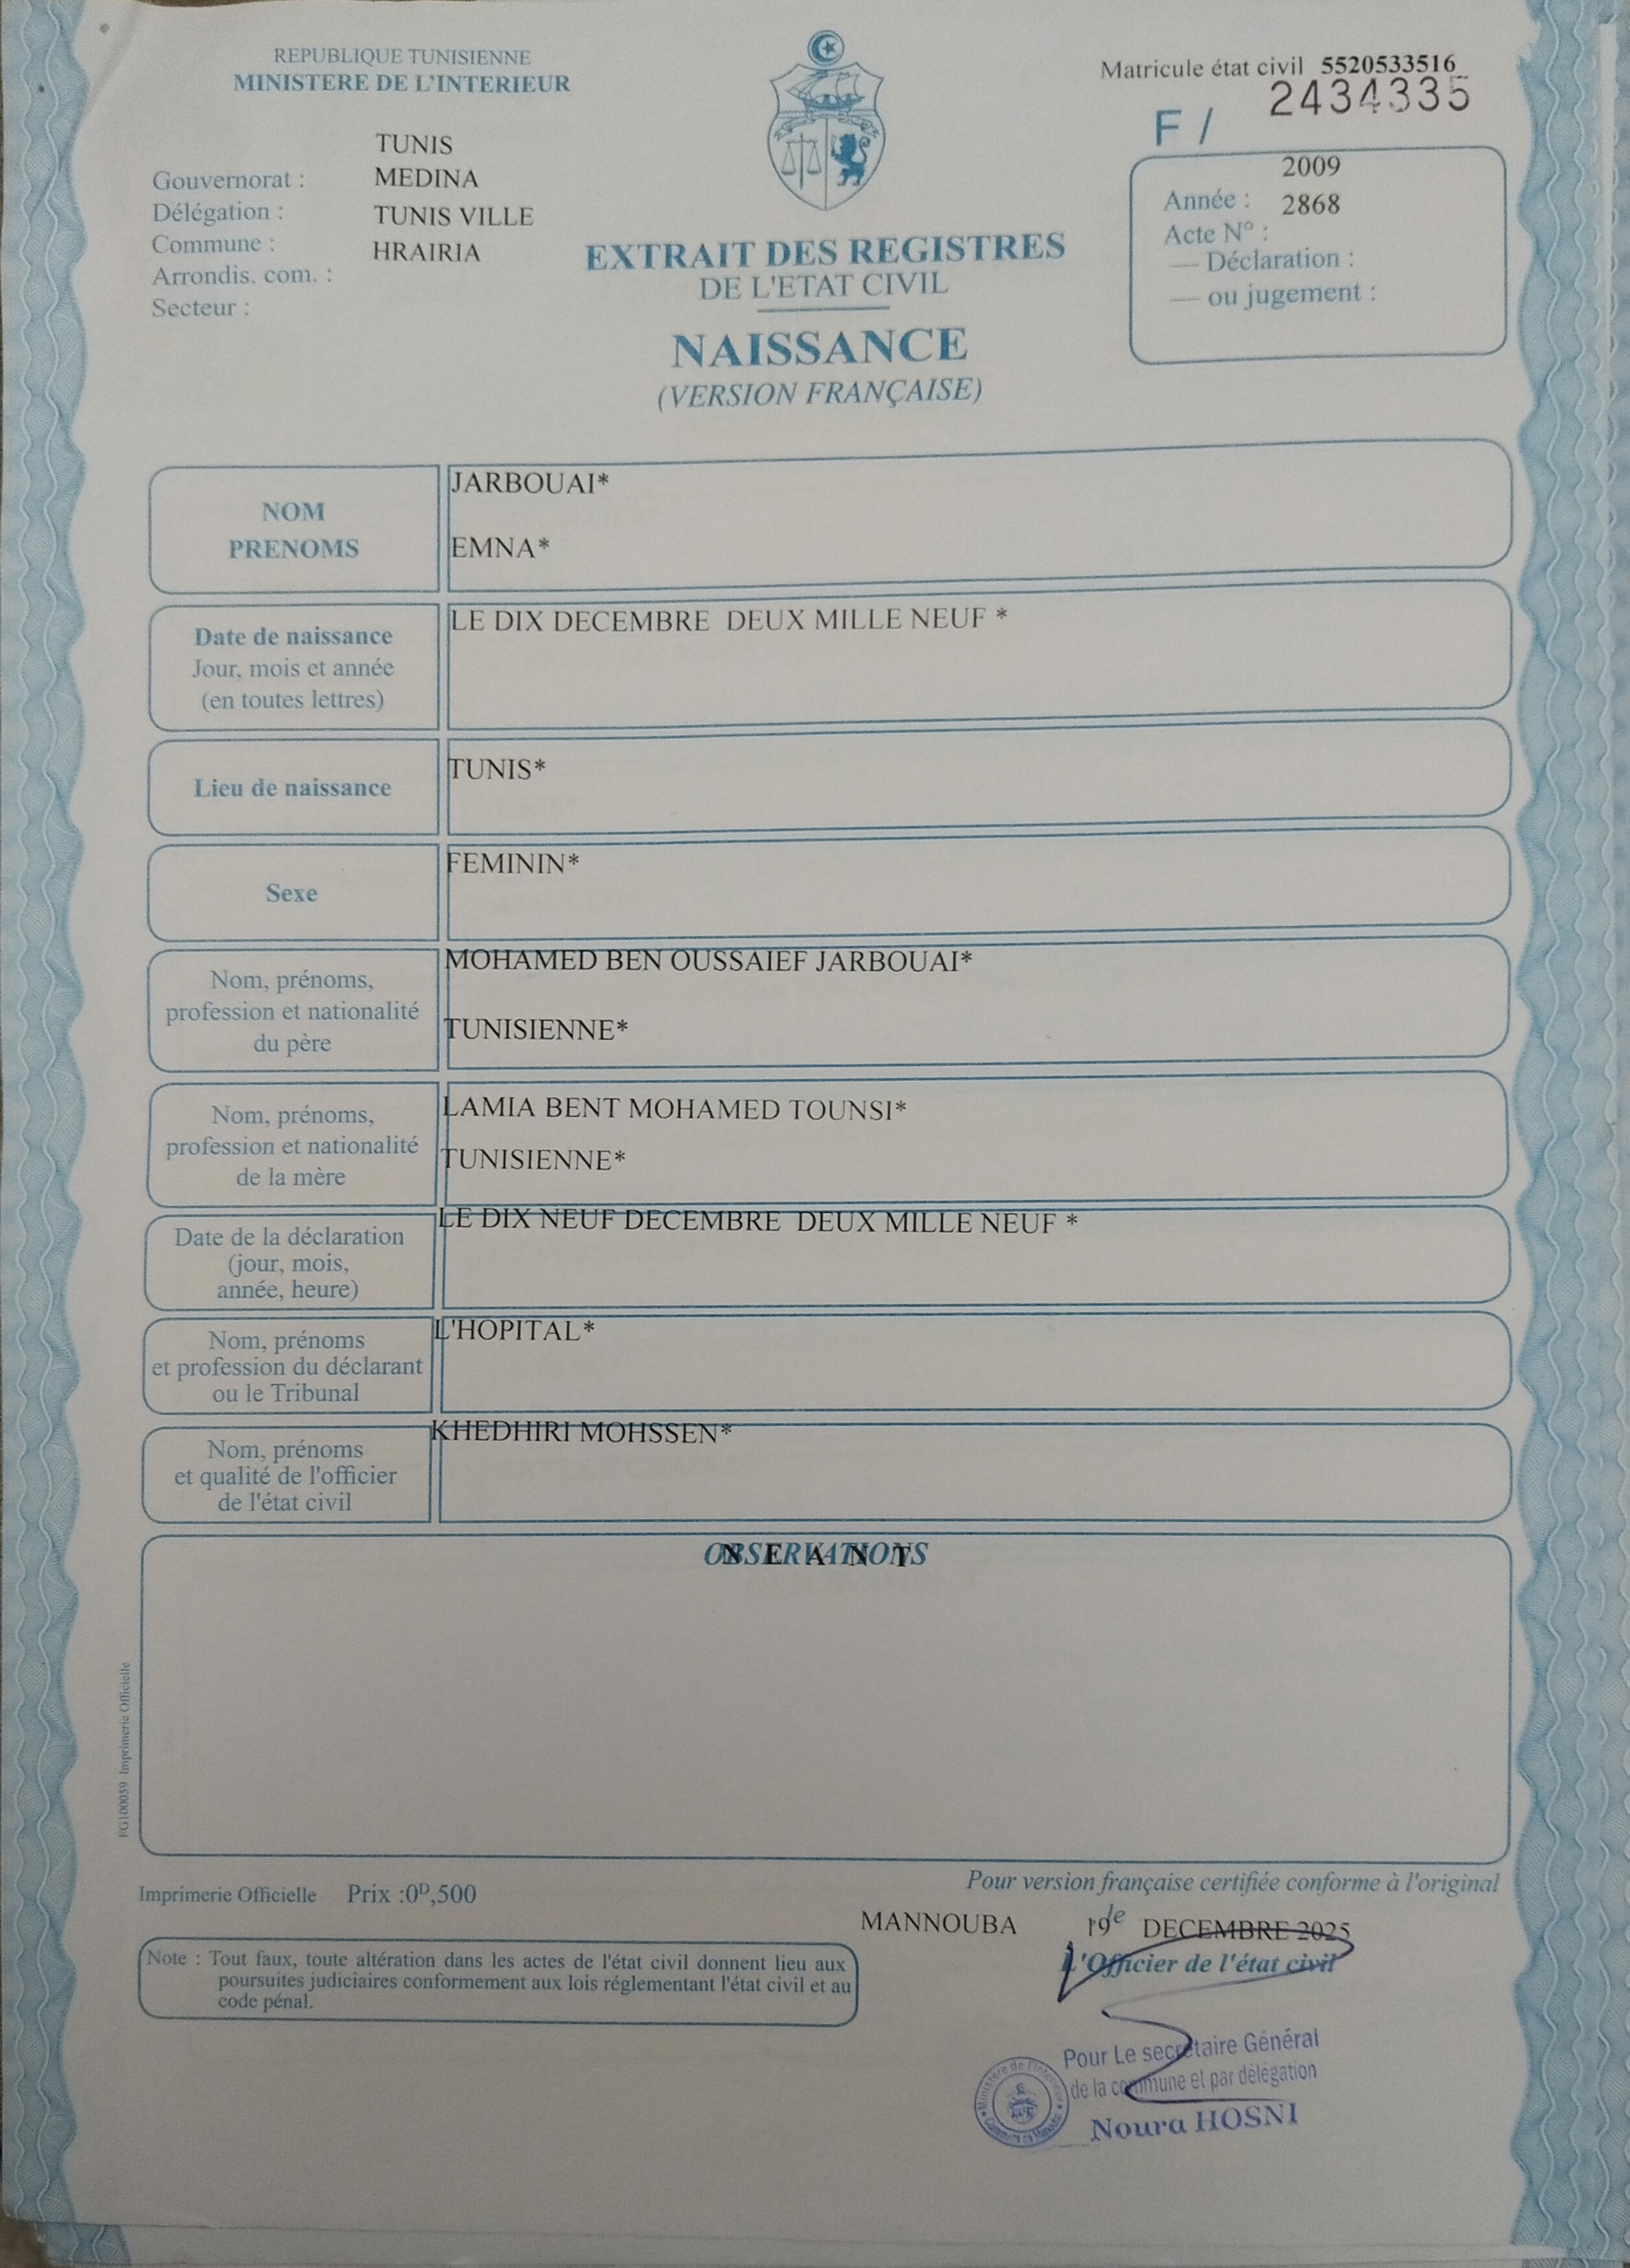 REPUBLIQUE TUNISIENNE
MINISTERE DE L'INTERIEUR
Matricule état civil 5520533516
F / 2434335
TUNIS
Gouvernorat : MEDINA
Délégation : TUNIS VILLE
Commune : HRAIRIA
Arrondis. com. :
Secteur :
2009
Année : 2868
Acte N° :
— Déclaration :
— ou jugement :
EXTRAIT DES REGISTRES
DE L'ETAT CIVIL
NAISSANCE
(VERSION FRANÇAISE)
NOM
PRENOMS
JARBOUAI*
EMNA*
Date de naissance
Jour, mois et année
(en toutes lettres)
LE DIX DECEMBRE DEUX MILLE NEUF *
Lieu de naissance
TUNIS*
Sexe
FEMININ*
Nom, prénoms,
profession et nationalité
du père
MOHAMED BEN OUSSAIEF JARBOUAI*
TUNISIENNE*
Nom, prénoms,
profession et nationalité
de la mère
LAMIA BENT MOHAMED TOUNSI*
TUNISIENNE*
Date de la déclaration
(jour, mois,
année, heure)
LE DIX NEUF DECEMBRE DEUX MILLE NEUF *
Nom, prénoms
et profession du déclarant
ou le Tribunal
L'HOPITAL*
Nom, prénoms
et qualité de l'officier
de l'état civil
KHEDHIRI MOHSSEN*
OBSERVATIONS
N E A N T
FG100059 Imprimerie Officielle
Imprimerie Officielle Prix :0D,500
Pour version française certifiée conforme à l'original
MANNOUBA 19 le DECEMBRE 2025
L'Officier de l'état civil
Note : Tout faux, toute altération dans les actes de l'état civil donnent lieu aux
poursuites judiciaires conformement aux lois réglementant l'état civil et au
code pénal.
Pour Le secrétaire Général
de la commune et par délégation
Noura HOSNI
Ministère de l'Intérieur